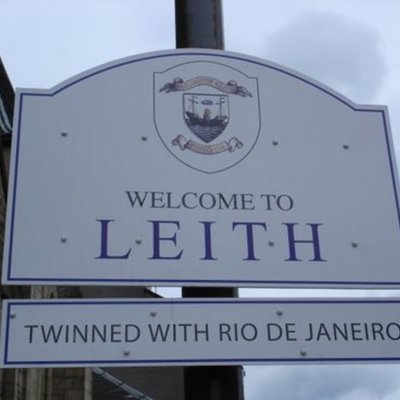 WELCOME TO
LEITH
TWINNED WITH RIO DE JANEIRO